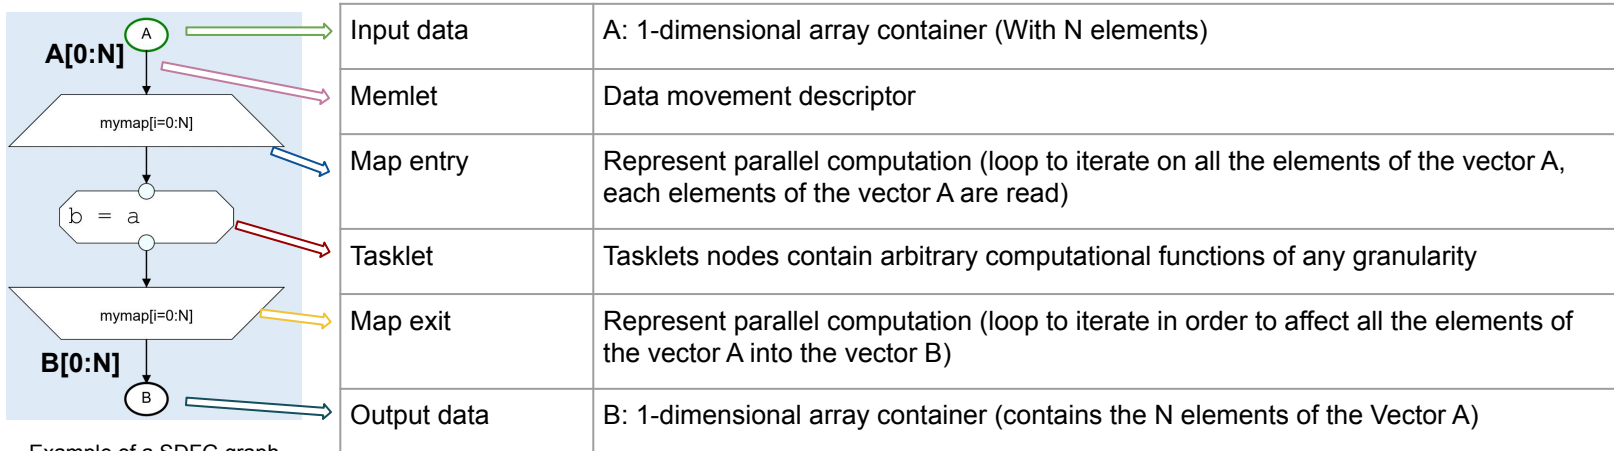 A
A[0:N]
mymap[i=0:N]
b = a
mymap[i=0:N]
B[0:N]
B
Example of a SDFG graph
Input data
A: 1-dimensional array container (With N elements)
Memlet
Data movement descriptor
Map entry
Represent parallel computation (loop to iterate on all the elements of the vector A,
each elements of the vector A are read)
Tasklet
Tasklets nodes contain arbitrary computational functions of any granularity
Map exit
Represent parallel computation (loop to iterate in order to affect all the elements of
the vector A into the vector B)
Output data
B: 1-dimensional array container (contains the N elements of the Vector A)